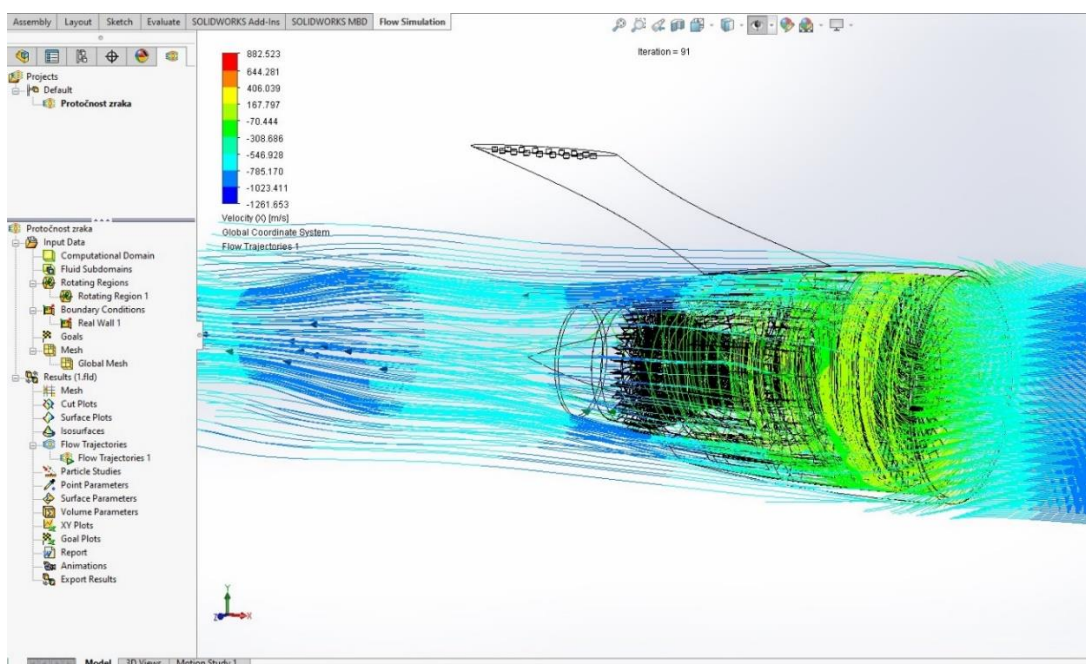 Assembly Layout Sketch Evaluate SOLIDWORKS Add-Ins SOLIDWORKS MBD Flow Simulation
Projects
Default
Protočnost zraka
Protočnost zraka
Input Data
Computational Domain
Fluid Subdomains
Rotating Regions
Rotating Region 1
Boundary Conditions
Real Wall 1
Goals
Mesh
Global Mesh
Results (1.fld)
Mesh
Cut Plots
Surface Plots
Isosurfaces
Flow Trajectories
Flow Trajectories 1
Particle Studies
Point Parameters
Surface Parameters
Volume Parameters
XY Plots
Goal Plots
Report
Animations
Export Results
882.523
644.281
406.039
167.797
-70.444
-308.686
-546.928
-785.170
-1023.411
-1261.653
Velocity (X) [m/s]
Global Coordinate System
Flow Trajectories 1
Iteration = 91
Y
Z
X
Model 3D Views Motion Study 1